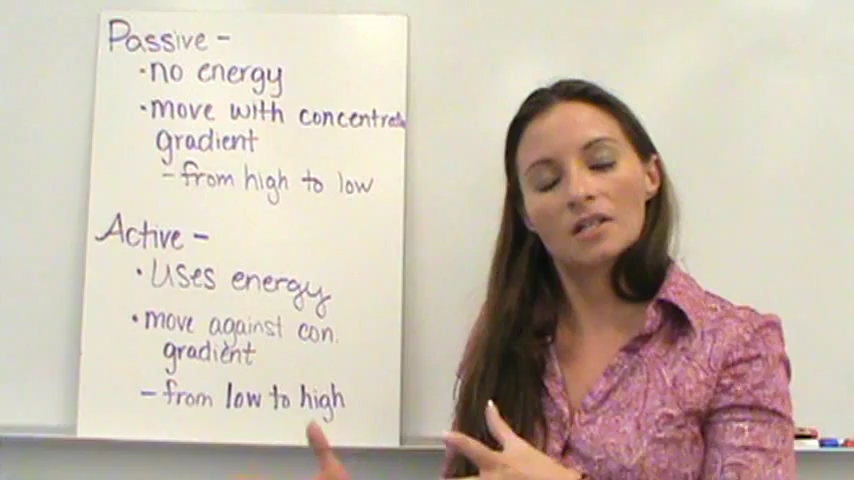 Passive -
• no energy
• move with concentration
gradient
- from high to low
Active -
• Uses energy
• move against con.
gradient
- from low to high